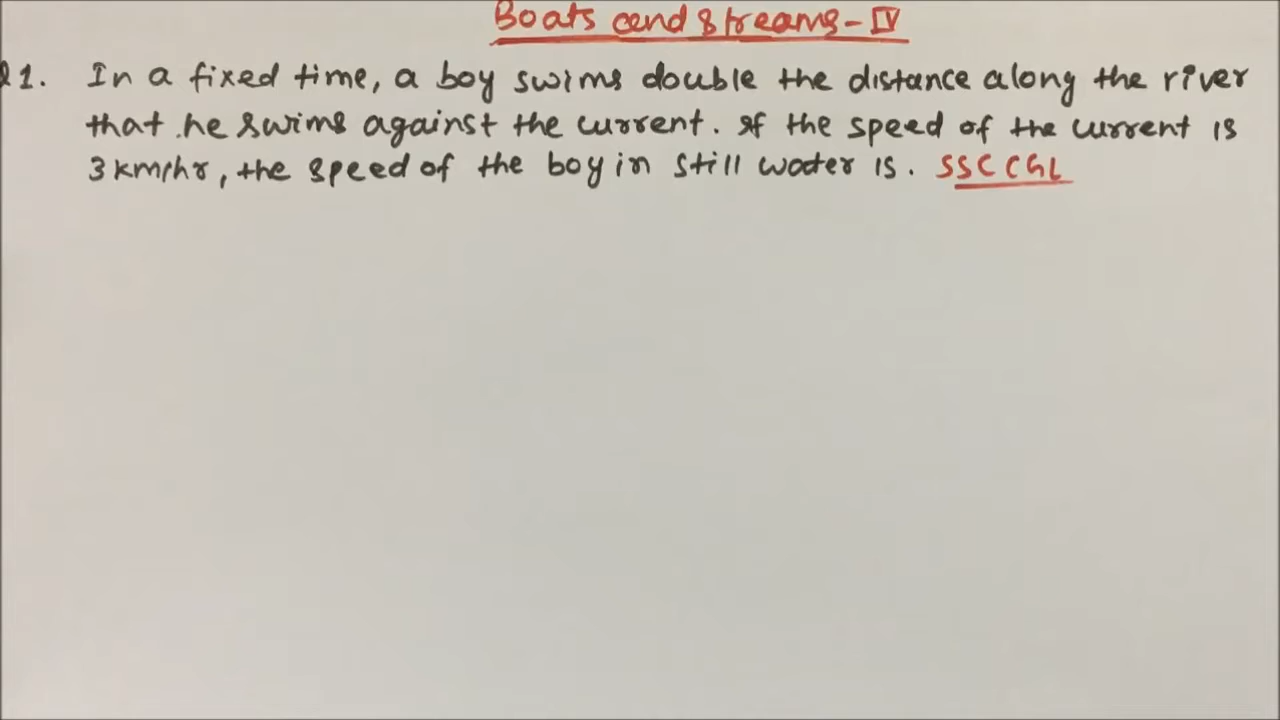 Boats and streams-IV
Q1. In a fixed time, a boy swims double the distance along the river
that he swims against the current. If the speed of the current is
3 km/hr, the speed of the boy in still water is. SSC CGL